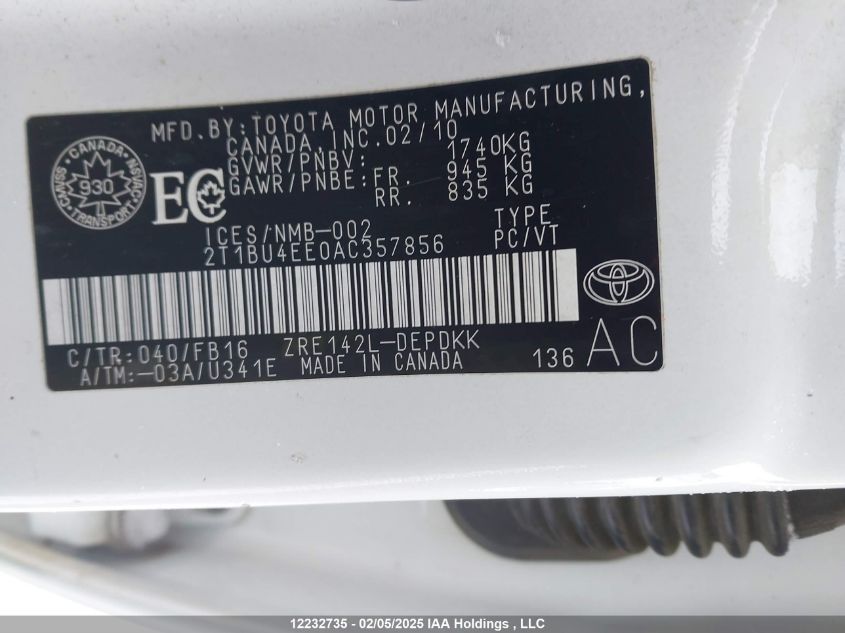 MFD.BY:TOYOTA MOTOR MANUFACTURING,
CANADA,INC.02/10
GVWR/PNBV: 1740KG
GAWR/PNBE:FR. 945 KG
RR. 835 KG
CANADA
930
TRANSPORT
EC
ICES/NMB-002 TYPE
2T1BU4EE0AC357856 PC/VT
C/TR:040/FB16 ZRE142L-DEPDKK
A/TM:-03A/U341E MADE IN CANADA 136 AC
12232735 - 02/05/2025 IAA Holdings , LLC